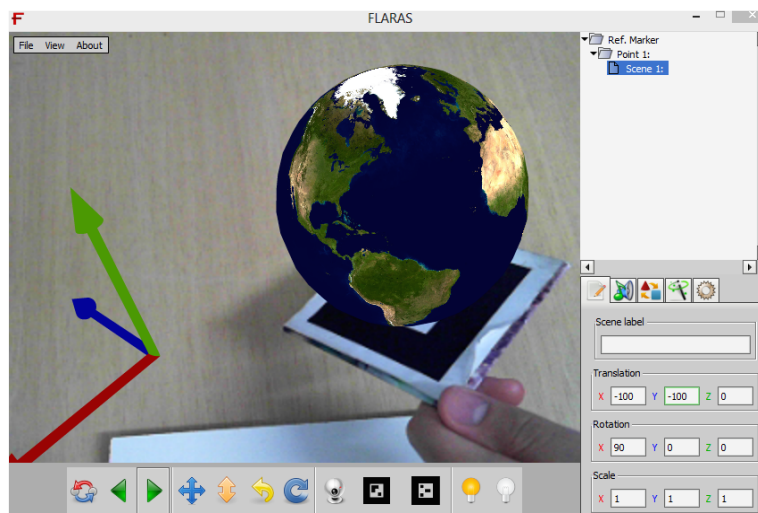 FLARAS
File View About
Ref. Marker
Point 1:
Scene 1:
Scene label
Translation
X -100 Y -100 Z 0
Rotation
X 90 Y 0 Z 0
Scale
X 1 Y 1 Z 1